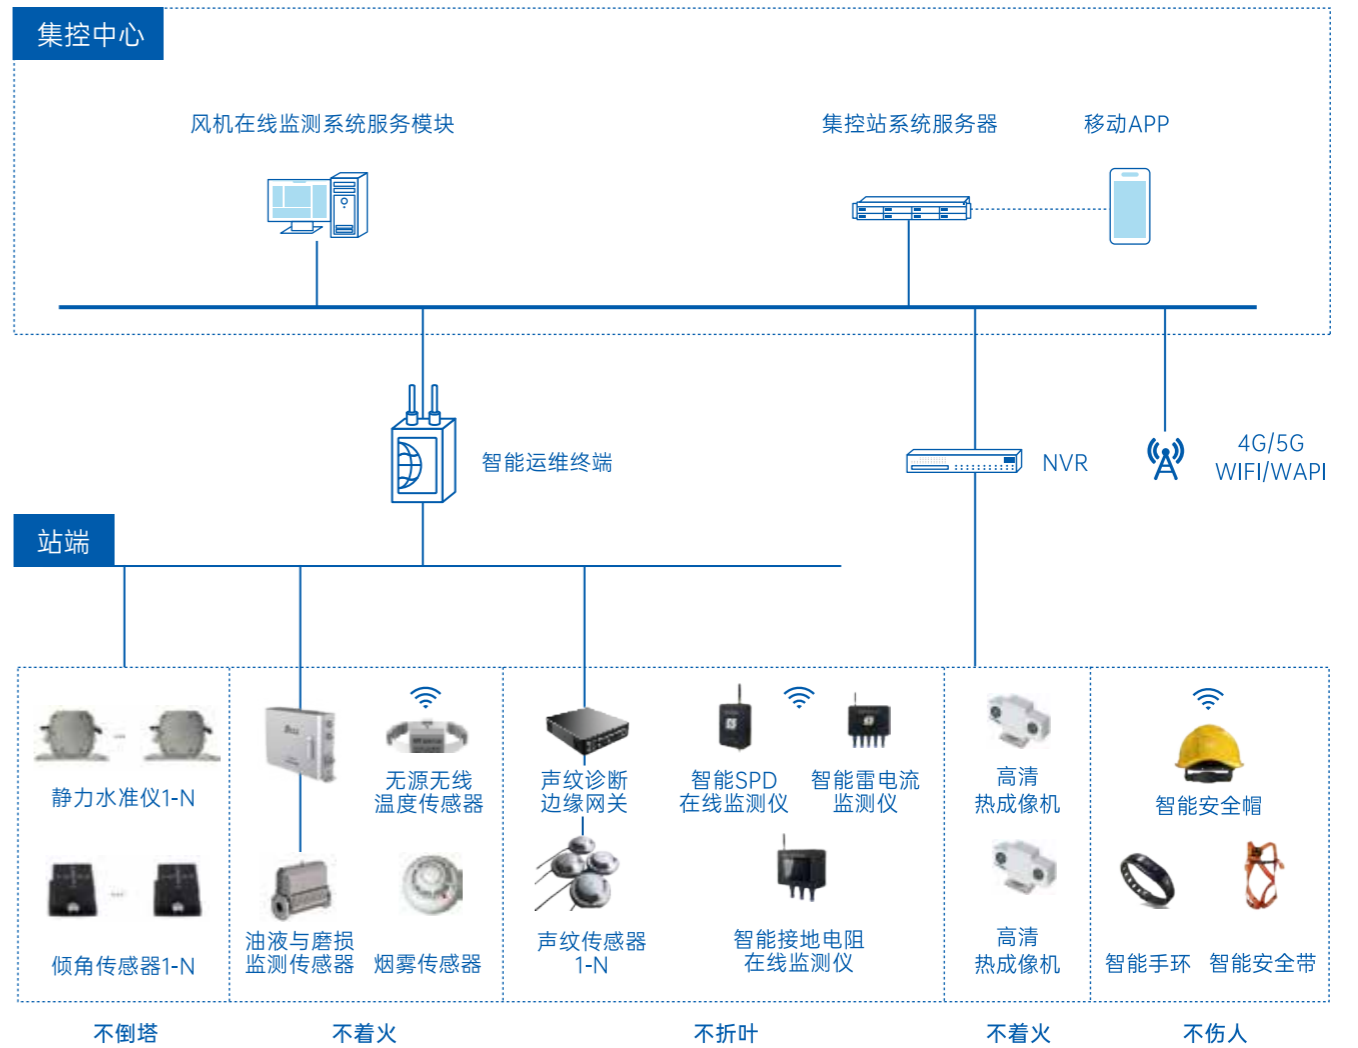 集控中心
风机在线监测系统服务模块
集控站系统服务器
移动APP
智能运维终端
NVR
4G/5G
WIFI/WAPI
站端
静力水准仪1-N
无源无线
温度传感器
声纹诊断
边缘网关
智能SPD
在线监测仪
智能雷电流
监测仪
高清
热成像机
智能安全帽
倾角传感器1-N
油液与磨损
监测传感器
烟雾传感器
声纹传感器
1-N
智能接地电阻
在线监测仪
高清
热成像机
智能手环
智能安全带
不倒塔
不着火
不折叶
不着火
不伤人